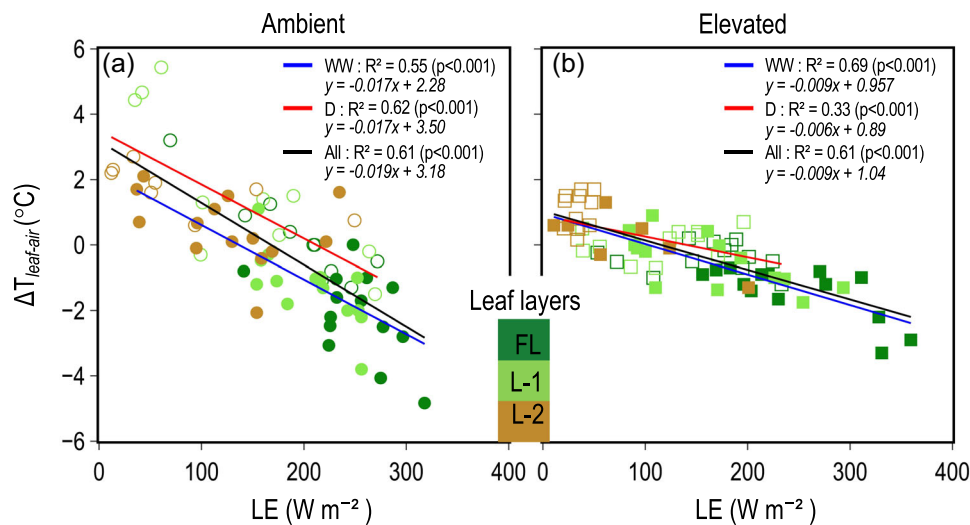 Ambient
Elevated
(a)
WW : R² = 0.55 (p<0.001)
y = -0.017x + 2.28
D : R² = 0.62 (p<0.001)
y = -0.017x + 3.50
All : R² = 0.61 (p<0.001)
y = -0.019x + 3.18
(b)
WW : R² = 0.69 (p<0.001)
y = -0.009x + 0.957
D : R² = 0.33 (p<0.001)
y = -0.006x + 0.89
All : R² = 0.61 (p<0.001)
y = -0.009x + 1.04
6
4
2
0
−2
−4
−6
ΔT leaf-air (°C)
Leaf layers
FL
L-1
L-2
0 100 200 300 400
0 100 200 300 400
LE (W m⁻²)
LE (W m⁻²)